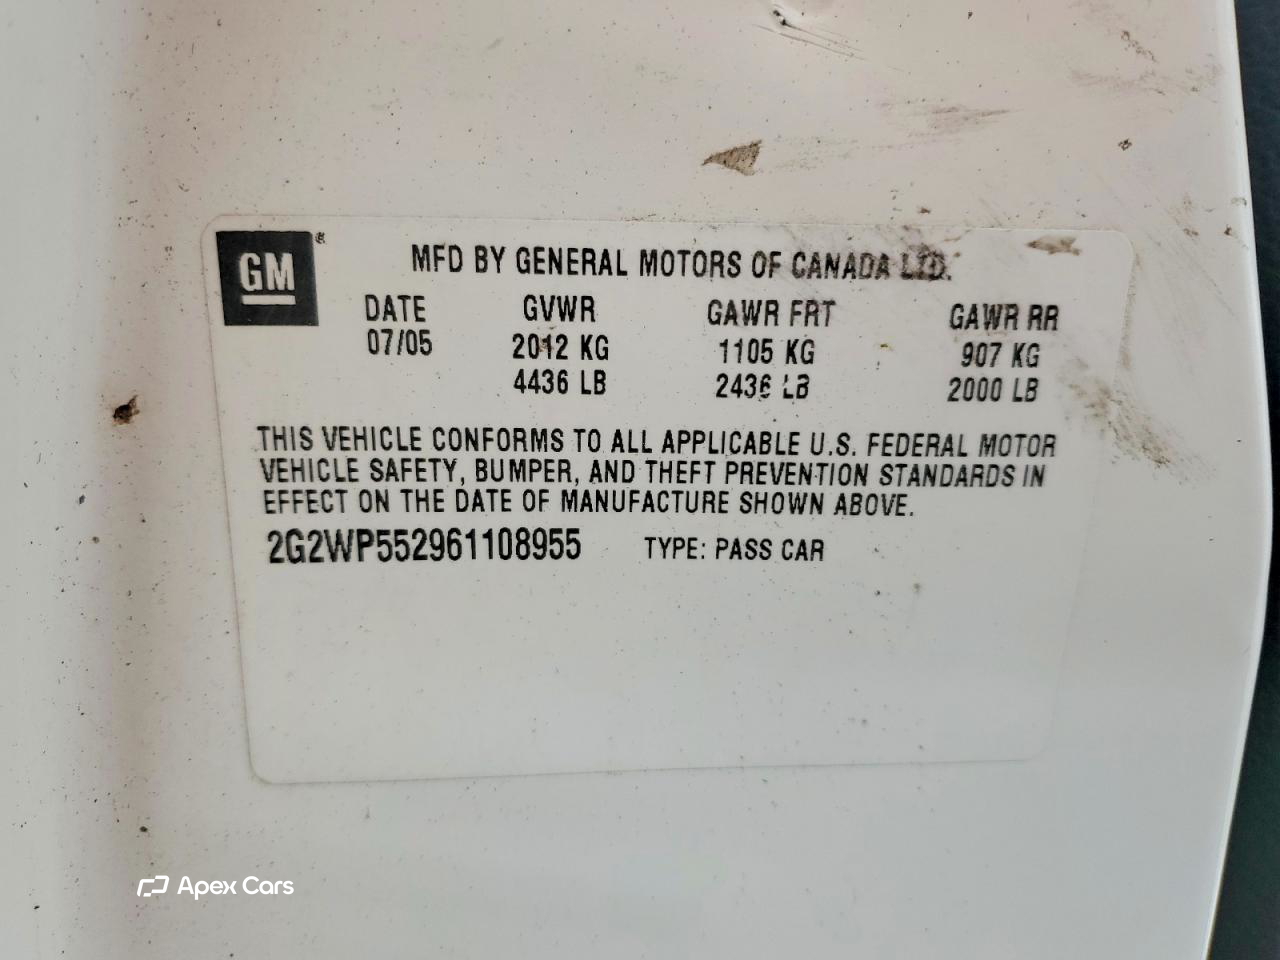 GM®
MFD BY GENERAL MOTORS OF CANADA LTD.
DATE GVWR GAWR FRT GAWR RR
07/05 2012 KG 1105 KG 907 KG
4436 LB 2436 LB 2000 LB
THIS VEHICLE CONFORMS TO ALL APPLICABLE U.S. FEDERAL MOTOR
VEHICLE SAFETY, BUMPER, AND THEFT PREVENTION STANDARDS IN
EFFECT ON THE DATE OF MANUFACTURE SHOWN ABOVE.
2G2WP552961108955 TYPE: PASS CAR
Apex Cars